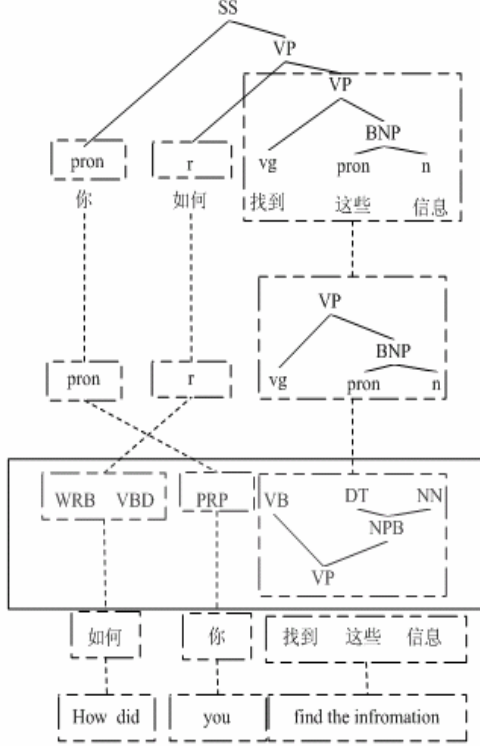 SS
VP
VP
BNP
pron r vg pron n
你 如何 找到 这些 信息
VP
BNP
pron r vg pron n
WRB VBD PRP VB DT NN
NPB
VP
如何 你 找到 这些 信息
How did you find the infromation